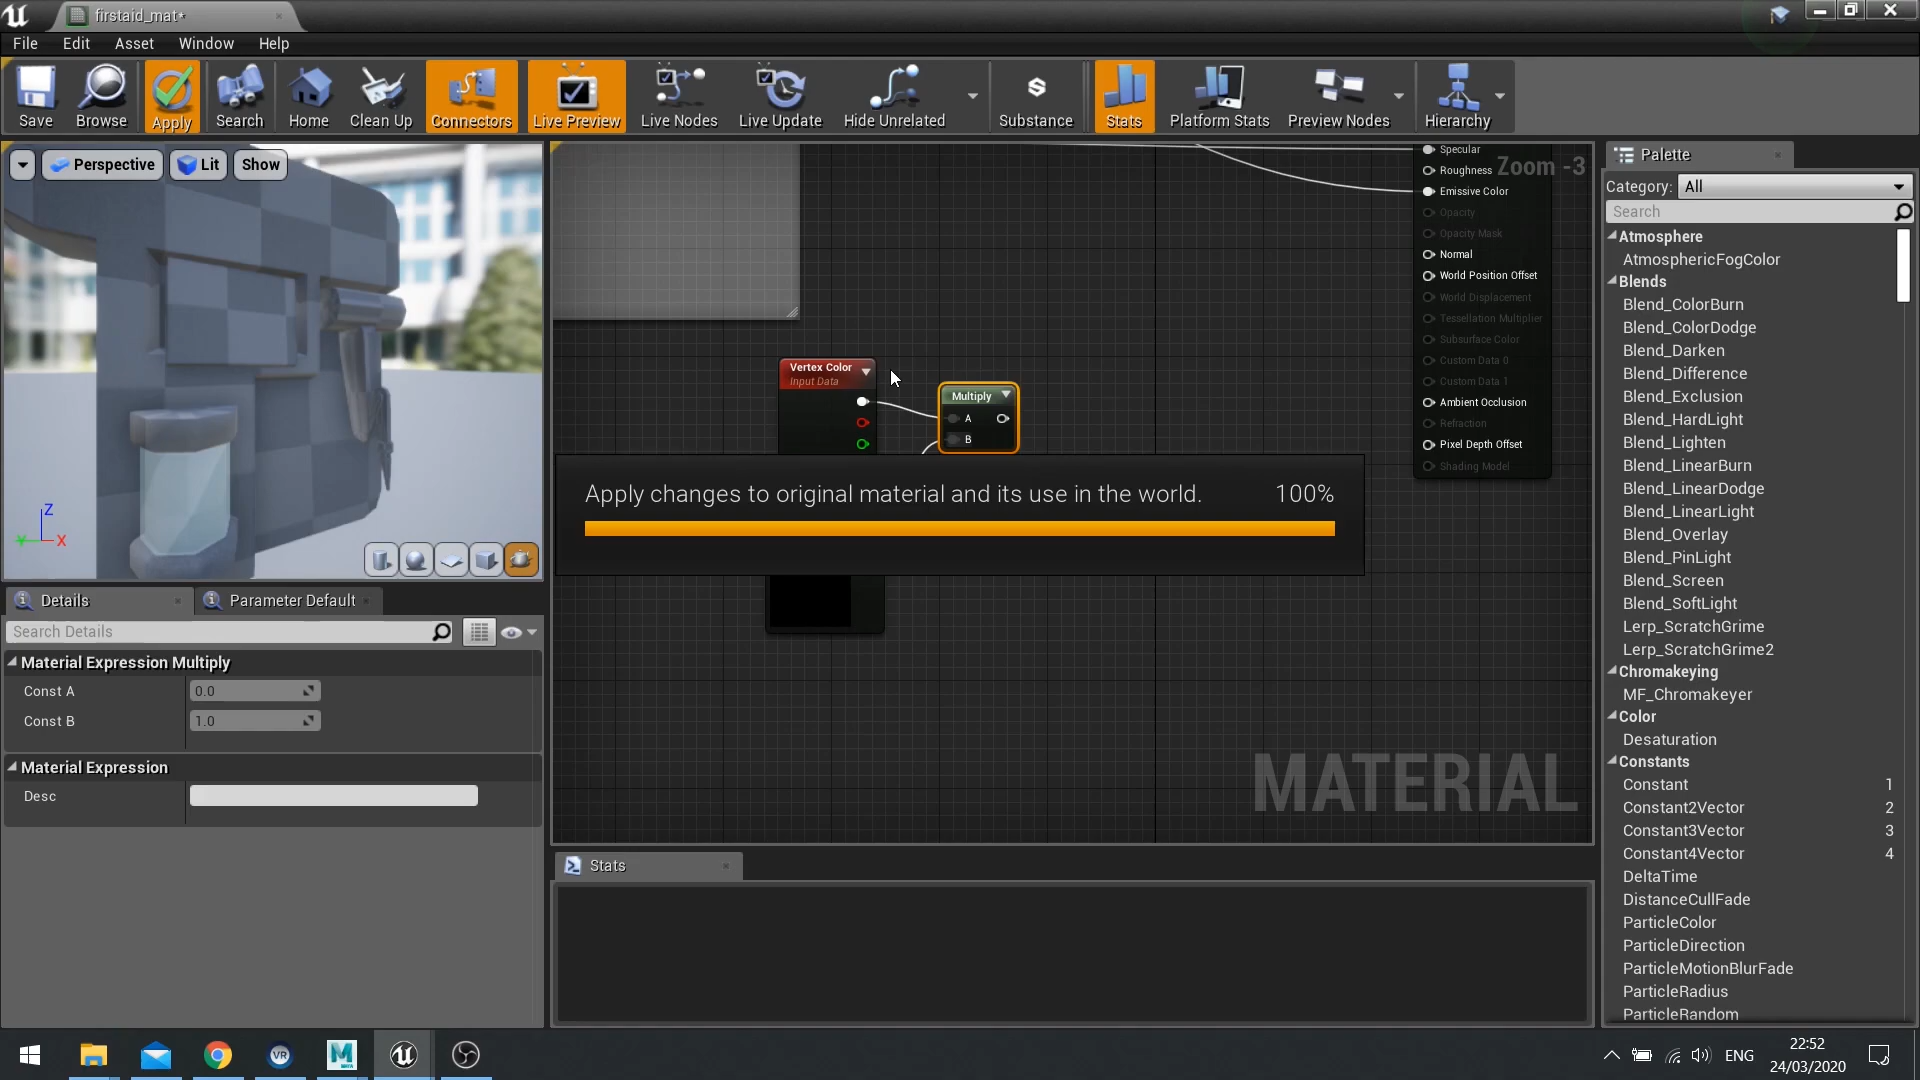 firstaid_mat*
File
Edit
Asset
Window
Help
Save
Browse
Apply
Search
Home
Clean Up
Connectors
Live Preview
Live Nodes
Live Update
Hide Unrelated
Substance
Stats
Platform Stats
Preview Nodes
Hierarchy
Perspective
Lit
Show
Z
Y
X
Zoom -3
Specular
Roughness
Emissive Color
Opacity
Opacity Mask
Normal
World Position Offset
World Displacement
Tessellation Multiplier
Subsurface Color
Custom Data 0
Custom Data 1
Ambient Occlusion
Refraction
Pixel Depth Offset
Shading Model
Vertex Color
Input Data
Multiply
A
B
Apply changes to original material and its use in the world. 100%
MATERIAL
Palette
Category: All
Search
Atmosphere
AtmosphericFogColor
Blends
Blend_ColorBurn
Blend_ColorDodge
Blend_Darken
Blend_Difference
Blend_Exclusion
Blend_HardLight
Blend_Lighten
Blend_LinearBurn
Blend_LinearDodge
Blend_LinearLight
Blend_Overlay
Blend_PinLight
Blend_Screen
Blend_SoftLight
Lerp_ScratchGrime
Lerp_ScratchGrime2
Chromakeying
MF_Chromakeyer
Color
Desaturation
Constants
Constant 1
Constant2Vector 2
Constant3Vector 3
Constant4Vector 4
DeltaTime
DistanceCullFade
ParticleColor
ParticleDirection
ParticleMotionBlurFade
ParticleRadius
ParticleRandom
Details
Parameter Default
Search Details
Material Expression Multiply
Const A 0.0
Const B 1.0
Material Expression
Desc
Stats
VR
M
ENG
22:52
24/03/2020